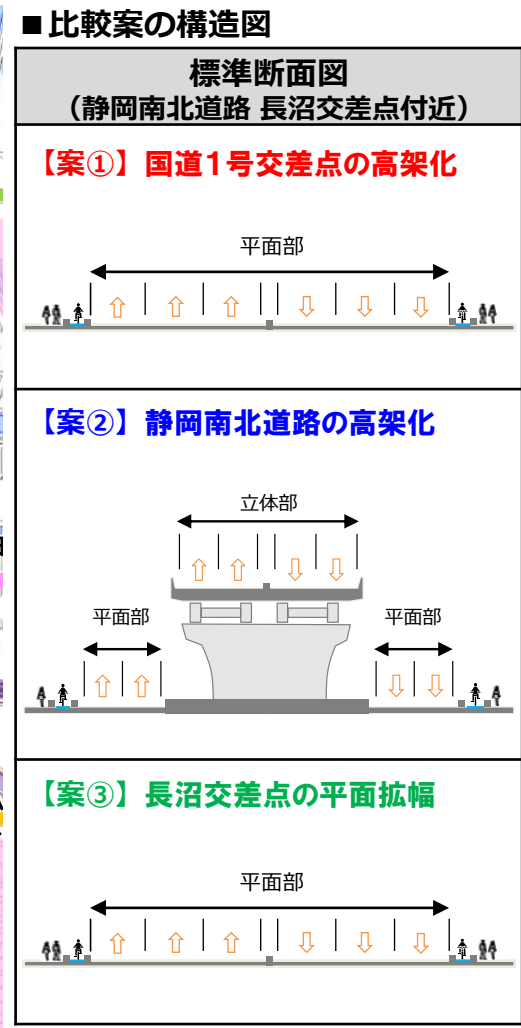 ■比較案の構造図
標準断面図
（静岡南北道路 長沼交差点付近）
【案①】国道1号交差点の高架化
平面部
【案②】静岡南北道路の高架化
立体部
平面部
平面部
【案③】長沼交差点の平面拡幅
平面部